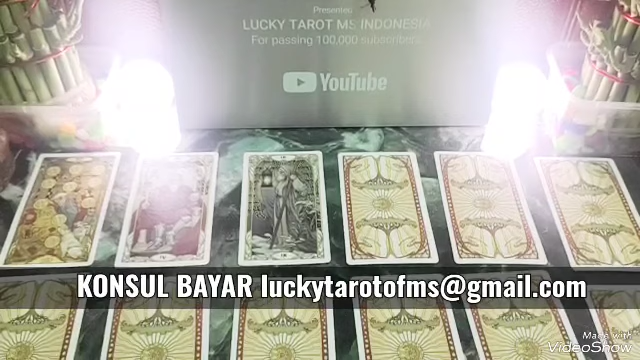 Presented
LUCKY TAROT MS INDONESIA
For passing 100,000 subscribers
YouTube
KONSUL BAYAR luckytarotofms@gmail.com
Made with
VideoShow